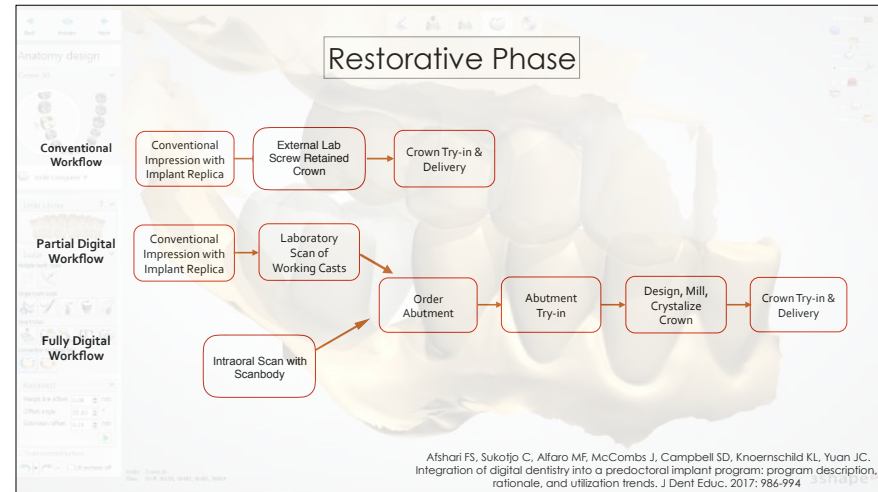 Restorative Phase
Anatomy design
Conventional
Workflow
Conventional
Impression with
Implant Replica
External Lab
Screw Retained
Crown
Crown Try-in &
Delivery
Partial Digital
Workflow
Conventional
Impression with
Implant Replica
Laboratory
Scan of
Working Casts
Order
Abutment
Abutment
Try-in
Design, Mill,
Crystalize
Crown
Crown Try-in &
Delivery
Fully Digital
Workflow
Intraoral Scan with
Scanbody
Afshari FS, Sukotjo C, Alfaro MF, McCombs J, Campbell SD, Knoernschild KL, Yuan JC.
Integration of digital dentistry into a predoctoral implant program: program description,
rationale, and utilization trends. J Dent Educ. 2017: 986-994
3shape